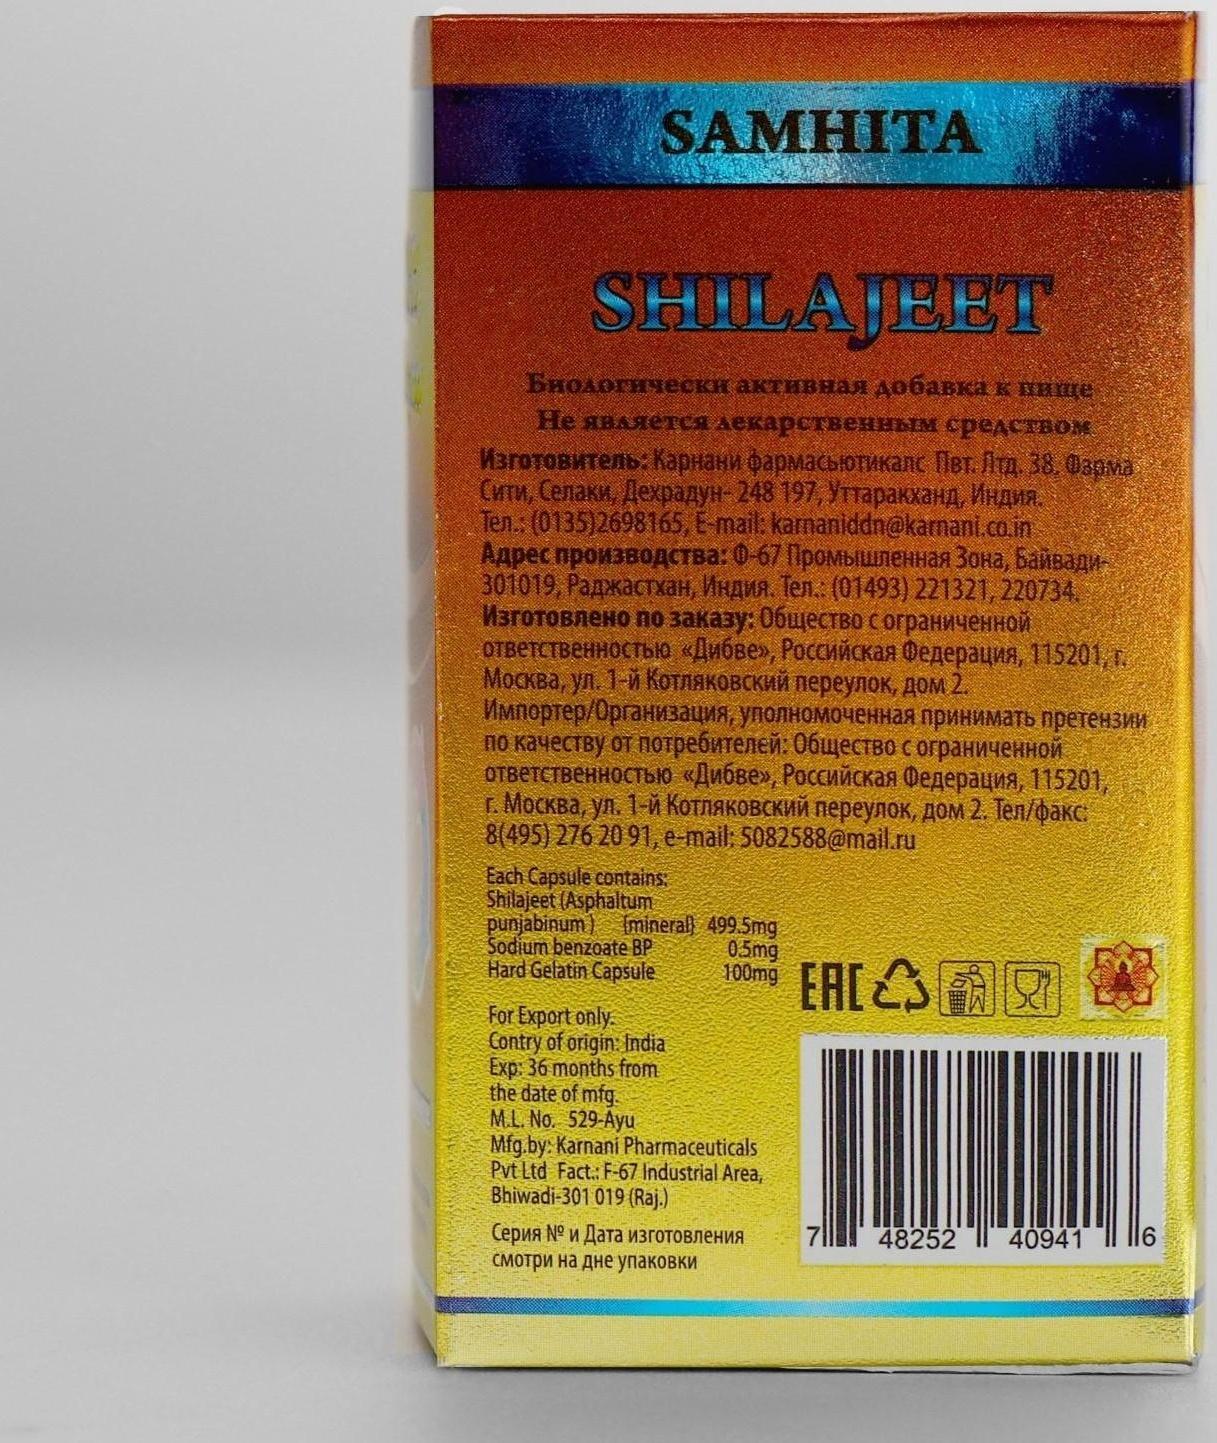 SAMHITA
SHILAJEET
Биологически активная добавка к пище
Не является лекарственным средством
Изготовитель: Карнани фармасьютикалс Пвт. Лтд. 38. Фарма
Сити, Селаки, Дехрадун- 248 197, Уттаракханд, Индия.
Тел.: (0135)2698165, E-mail: karnaniddn@karnani.co.in
Адрес производства: Ф-67 Промышленная Зона, Байвади-
301019, Раджастхан, Индия. Тел.: (01493) 221321, 220734.
Изготовлено по заказу: Общество с ограниченной
ответственностью «Дибве», Российская Федерация, 115201, г.
Москва, ул. 1-й Котляковский переулок, дом 2.
Импортер/Организация, уполномоченная принимать претензии
по качеству от потребителей: Общество с ограниченной
ответственностью «Дибве», Российская Федерация, 115201,
г. Москва, ул. 1-й Котляковский переулок, дом 2. Тел/факс:
8(495) 276 20 91, e-mail: 5082588@mail.ru
Each Capsule contains:
Shilajeet (Asphaltum
punjabinum ) {mineral} 499.5mg
Sodium benzoate BP 0.5mg
Hard Gelatin Capsule 100mg
EAC
For Export only.
Contry of origin: India
Exp: 36 months from
the date of mfg.
M.L. No. 529-Ayu
Mfg.by: Karnani Pharmaceuticals
Pvt Ltd Fact.: F-67 Industrial Area,
Bhiwadi-301 019 (Raj.)
Серия № и Дата изготовления
смотри на дне упаковки
7 48252 40941 6